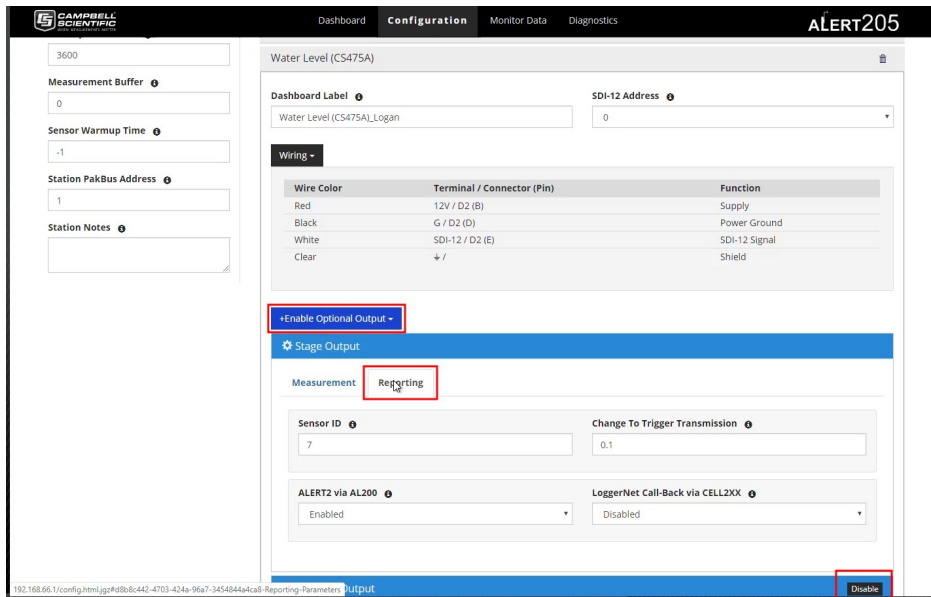 CAMPBELL
SCIENTIFIC
WHEN MEASUREMENTS MATTER
Dashboard
Configuration
Monitor Data
Diagnostics
ALERT205
3600
Measurement Buffer
0
Sensor Warmup Time
-1
Station PakBus Address
1
Station Notes
Water Level (CS475A)
Dashboard Label
SDI-12 Address
Water Level (CS475A)_Logan
0
Wiring
Wire Color Terminal / Connector (Pin) Function
Red 12V / D2 (B) Supply
Black G / D2 (D) Power Ground
White SDI-12 / D2 (E) SDI-12 Signal
Clear ⏚ / Shield
+Enable Optional Output
Stage Output
Measurement
Reporting
Sensor ID
Change To Trigger Transmission
7
0.1
ALERT2 via AL200
LoggerNet Call-Back via CELL2XX
Enabled
Disabled
Output
Disable
192.168.66.1/config.html.jgz#d8b8c442-4703-424a-96a7-3454844a4ca8-Reporting-Parameters